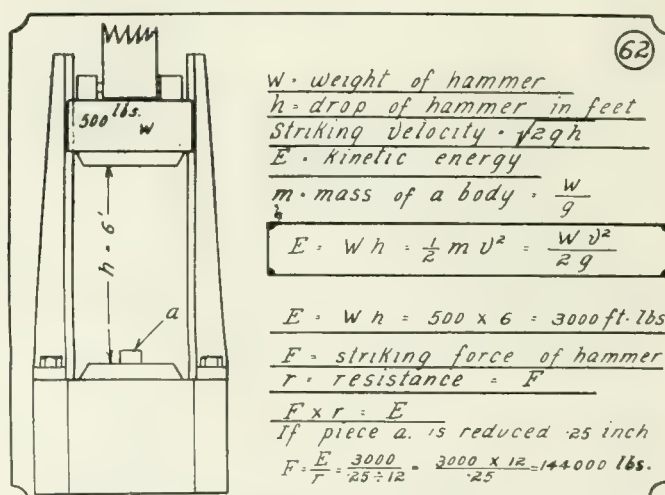 62
500 lbs.
W
h = 6'
a
W = weight of hammer
h = drop of hammer in feet
Striking velocity = √2gh
E = kinetic energy
m = mass of a body = W/g
E = Wh = 1/2 m v² = W v²/2g
E = Wh = 500 x 6 = 3000 ft. lbs
F = striking force of hammer
r = resistance = F
F x r = E
If piece a. is reduced .25 inch
F = E/r = 3000/.25÷12 = 3000 x 12/.25 = 144000 lbs.